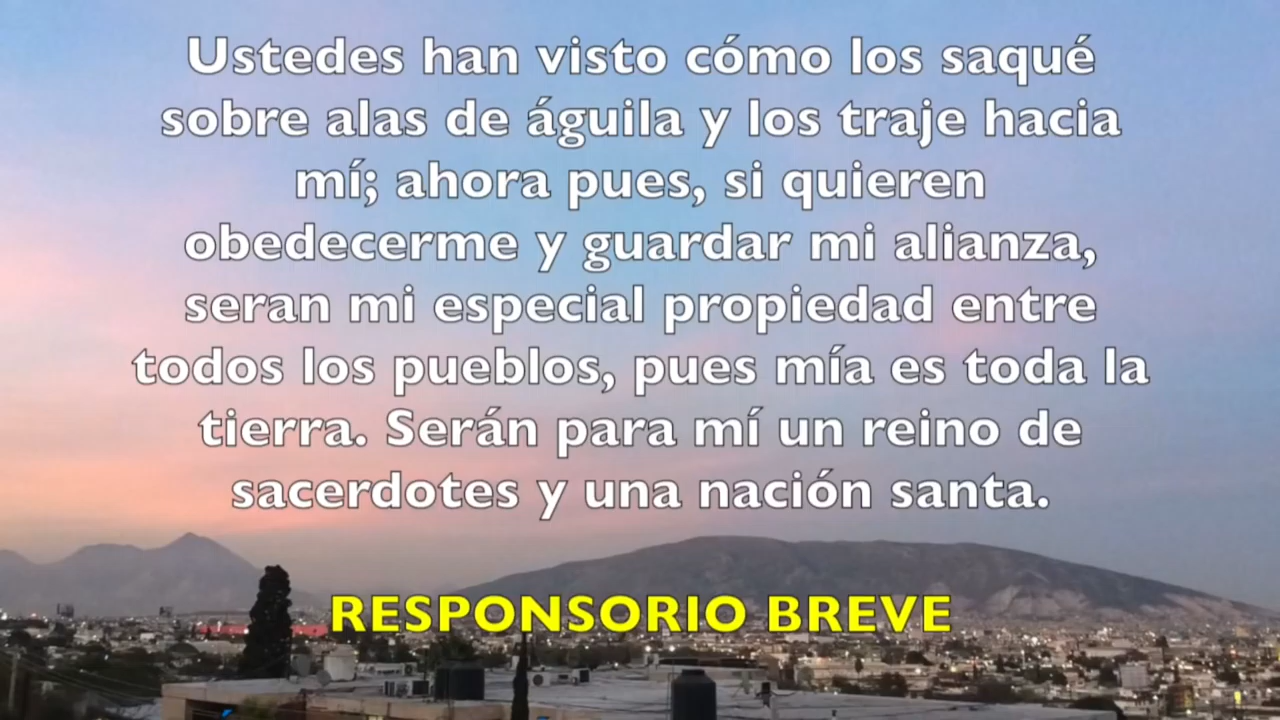 Ustedes han visto cómo los saqué
sobre alas de águila y los traje hacia
mí; ahora pues, si quieren
obedecerme y guardar mi alianza,
seran mi especial propiedad entre
todos los pueblos, pues mía es toda la
tierra. Serán para mí un reino de
sacerdotes y una nación santa.
RESPONSORIO BREVE